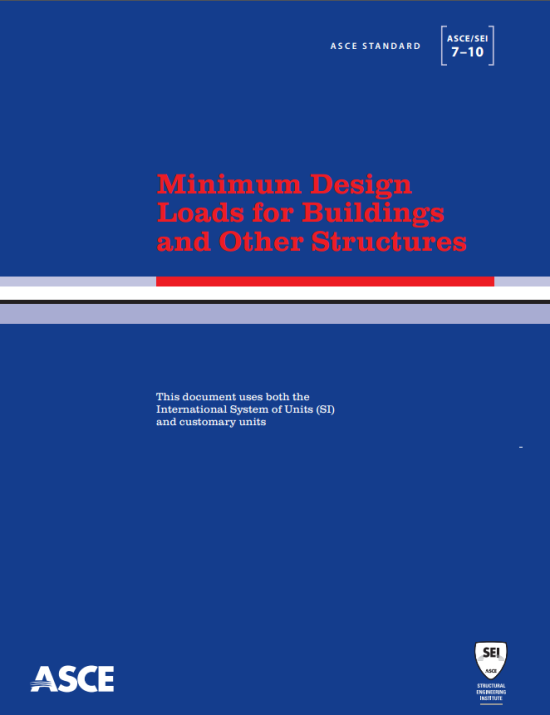 ASCE STANDARD
ASCE/SEI
7–10
Minimum Design
Loads for Buildings
and Other Structures
This document uses both the
International System of Units (SI)
and customary units
ASCE
SEI
ASCE
STRUCTURAL
ENGINEERING
INSTITUTE